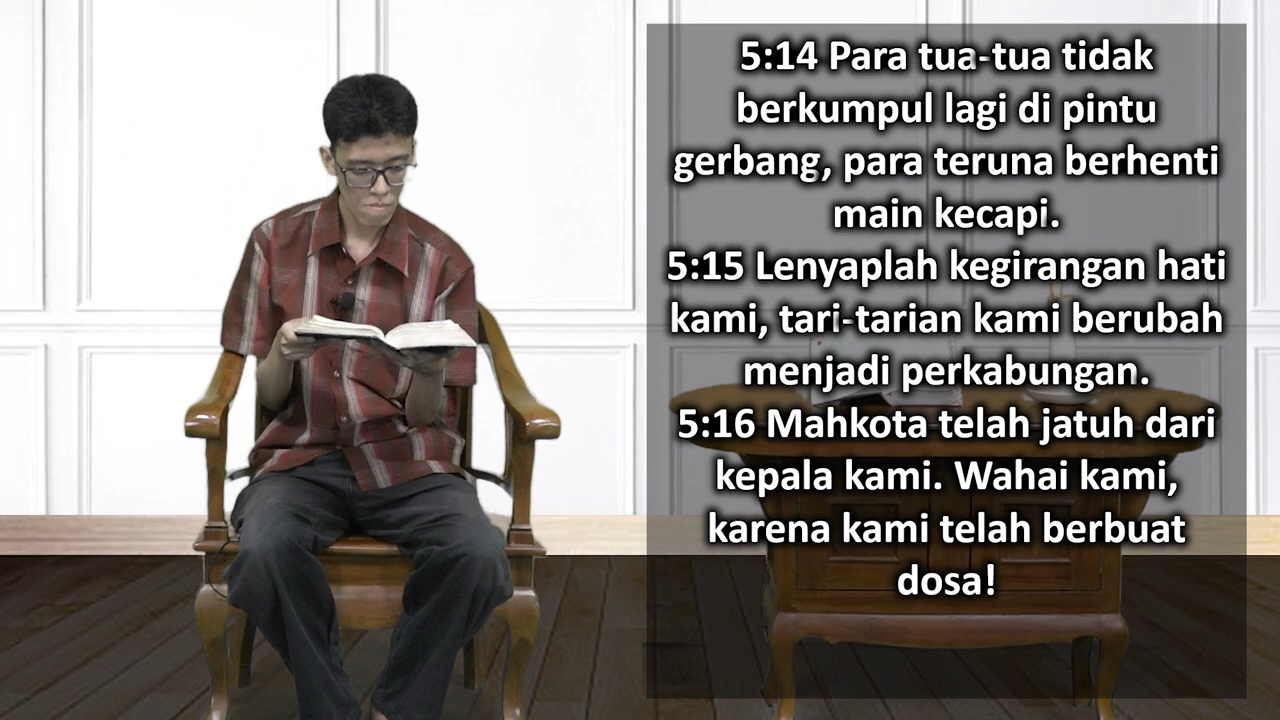 5:14 Para tua-tua tidak
berkumpul lagi di pintu
gerbang, para teruna berhenti
main kecapi.
5:15 Lenyaplah kegirangan hati
kami, tari-tarian kami berubah
menjadi perkabungan.
5:16 Mahkota telah jatuh dari
kepala kami. Wahai kami,
karena kami telah berbuat
dosa!